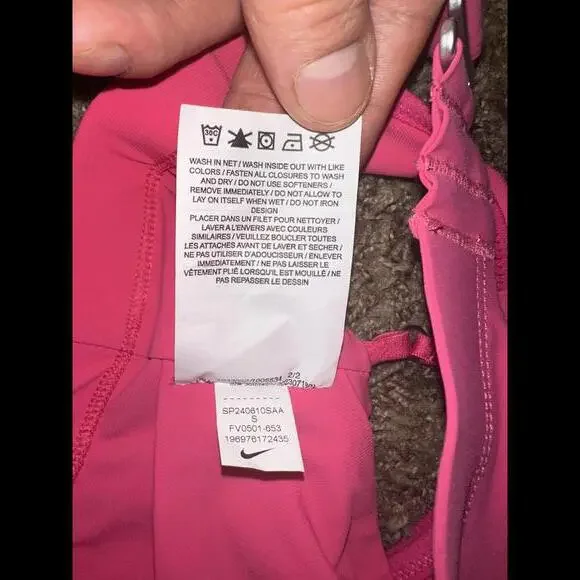 30C
WASH IN NET / WASH INSIDE OUT WITH LIKE
COLORS / FASTEN ALL CLOSURES TO WASH
AND DRY / DO NOT USE SOFTENERS /
REMOVE IMMEDIATELY / DO NOT ALLOW TO
LAY ON ITSELF WHEN WET / DO NOT IRON
DESIGN
PLACER DANS UN FILET POUR NETTOYER /
LAVER A L'ENVERS AVEC COULEURS
SIMILAIRES / VEUILLEZ BOUCLER TOUTES
LES ATTACHES AVANT DE LAVER ET SECHER /
NE PAS UTILISER D'ADOUCISSEUR / ENLEVER
IMMEDIATEMENT / NE PAS LAISSER LE
VÊTEMENT PLIÉ LORSQU'IL EST MOUILLÉ / NE
PAS REPASSER LE DESSIN
2/2
SP240610SAA
S
FV0501-653
196976172435